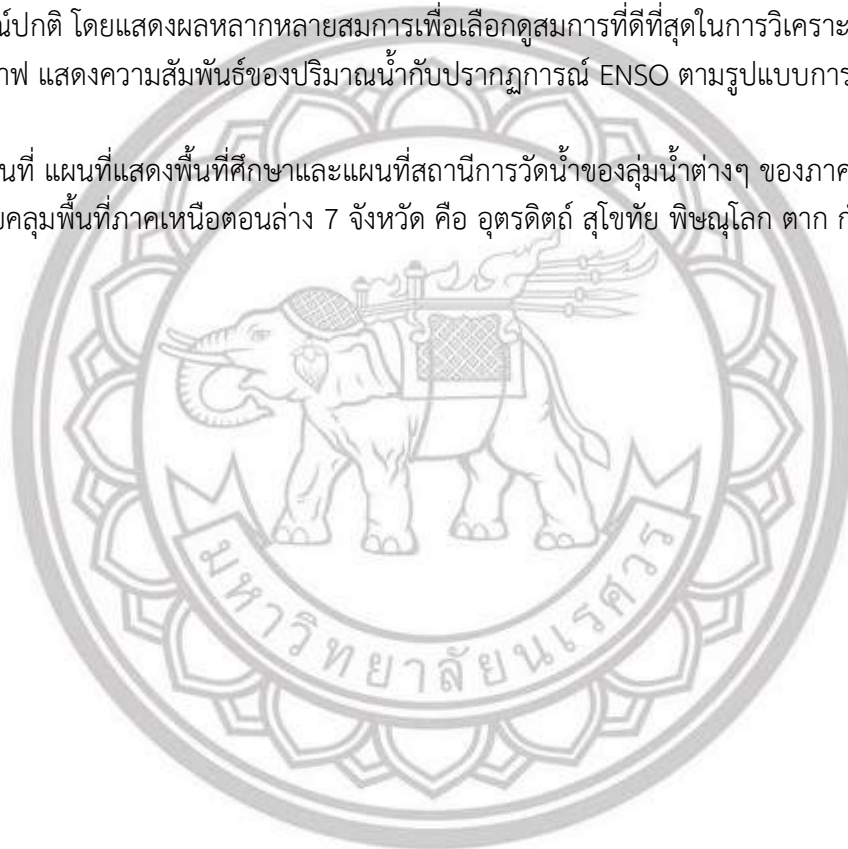 ณ์ปกติ โดยแสดงผลหลากหลายสมการเพื่อเลือกดูสมการที่ดีที่สุดในการวิเคราะ
าฟ แสดงความสัมพันธ์ของปริมาณน้ำกับปรากฏการณ์ ENSO ตามรูปแบบการ
นที่ แผนที่แสดงพื้นที่ศึกษาและแผนที่สถานีการวัดน้ำของลุ่มน้ำต่างๆ ของภาค
บคลุมพื้นที่ภาคเหนือตอนล่าง 7 จังหวัด คือ อุตรดิตถ์ สุโขทัย พิษณุโลก ตาก ก
มหาวิทยาลัยนเรศวร